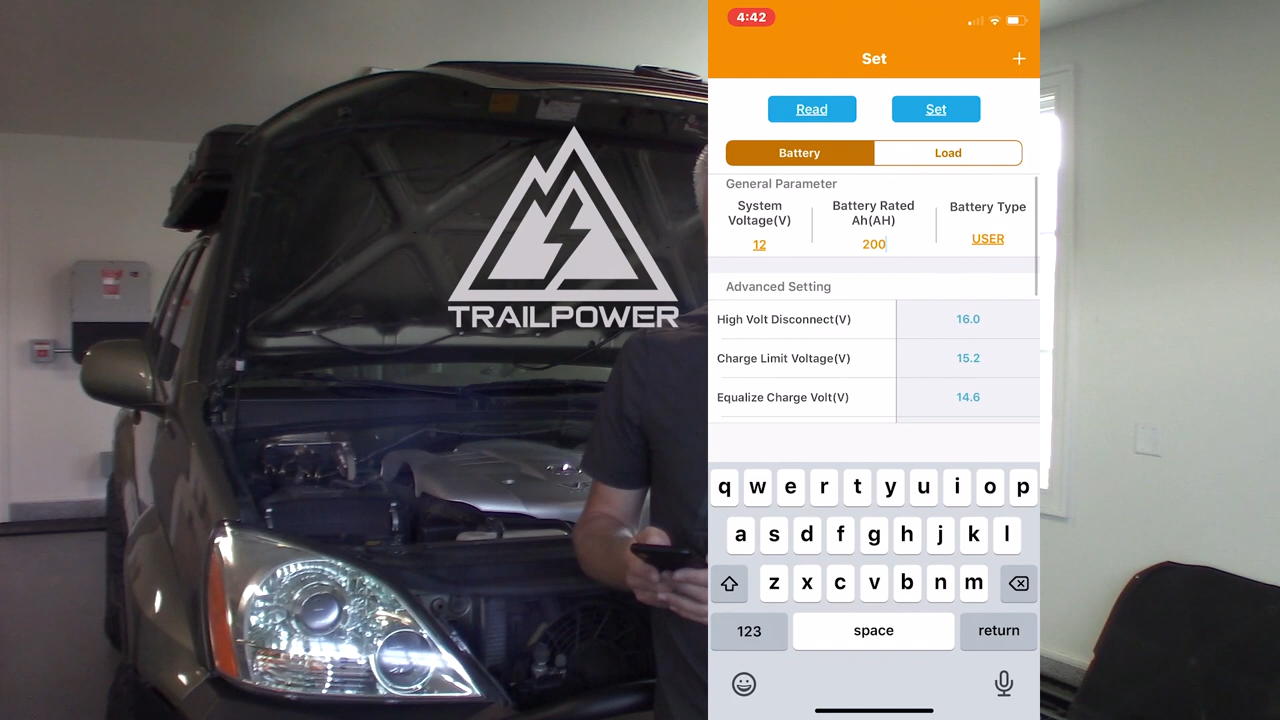 TRAILPOWER
4:42
Set
+
Read
Set
Battery
Load
General Parameter
System
Voltage(V)
12
Battery Rated
Ah(AH)
200
Battery Type
USER
Advanced Setting
High Volt Disconnect(V)
16.0
Charge Limit Voltage(V)
15.2
Equalize Charge Volt(V)
14.6
q w e r t y u i o p
a s d f g h j k l
z x c v b n m
123
space
return